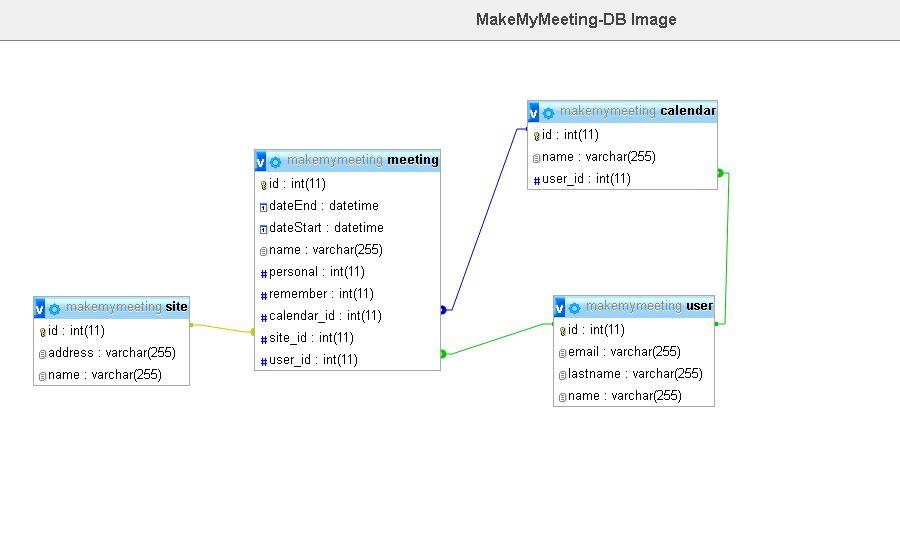 MakeMyMeeting-DB Image
v makemymeeting calendar
id : int(11)
name : varchar(255)
# user_id : int(11)
v makemymeeting meeting
id : int(11)
dateEnd : datetime
dateStart : datetime
name : varchar(255)
# personal : int(11)
# remember : int(11)
# calendar_id : int(11)
# site_id : int(11)
# user_id : int(11)
v makemymeeting site
id : int(11)
address : varchar(255)
name : varchar(255)
v makemymeeting user
id : int(11)
email : varchar(255)
lastname : varchar(255)
name : varchar(255)